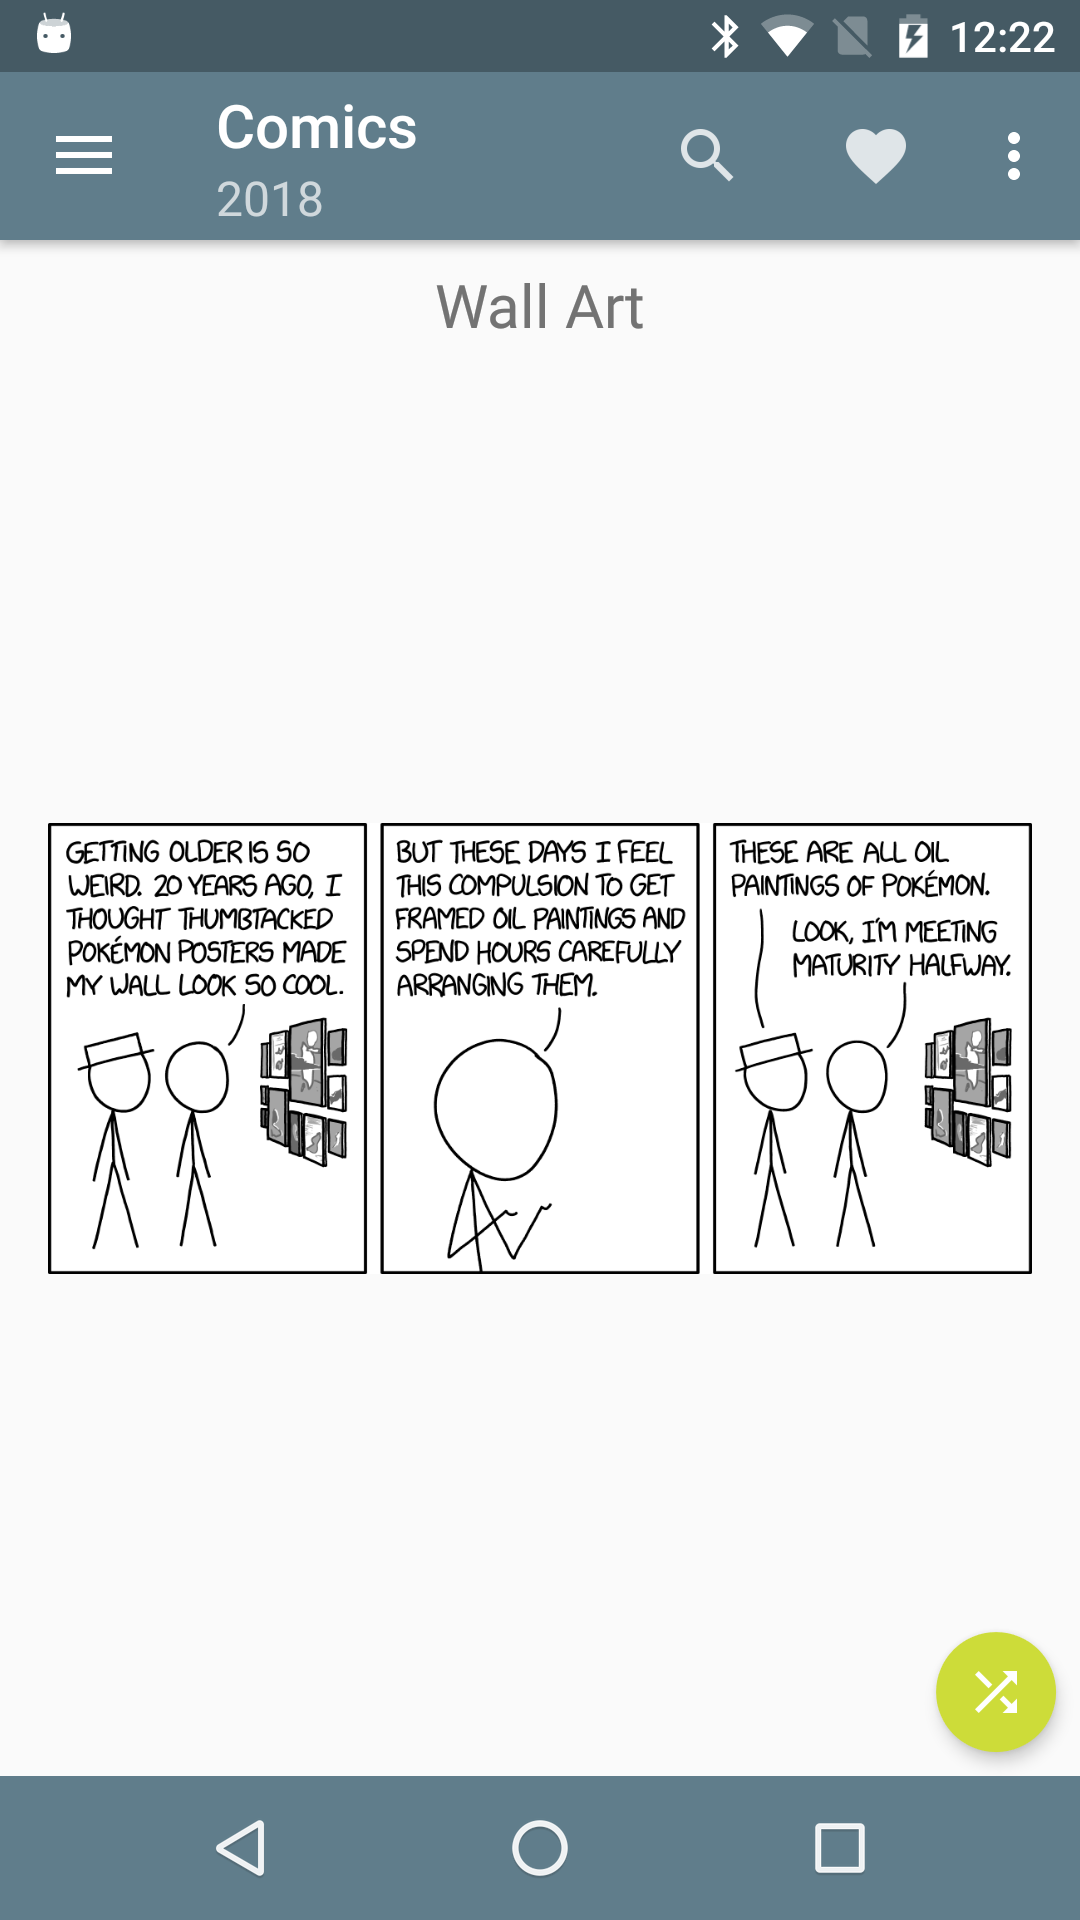 12:22
Comics
2018
Wall Art
GETTING OLDER IS SO
WEIRD. 20 YEARS AGO, I
THOUGHT THUMBTACKED
POKÉMON POSTERS MADE
MY WALL LOOK SO COOL.
BUT THESE DAYS I FEEL
THIS COMPULSION TO GET
FRAMED OIL PAINTINGS AND
SPEND HOURS CAREFULLY
ARRANGING THEM.
THESE ARE ALL OIL
PAINTINGS OF POKÉMON.
LOOK, I'M MEETING
MATURITY HALFWAY.